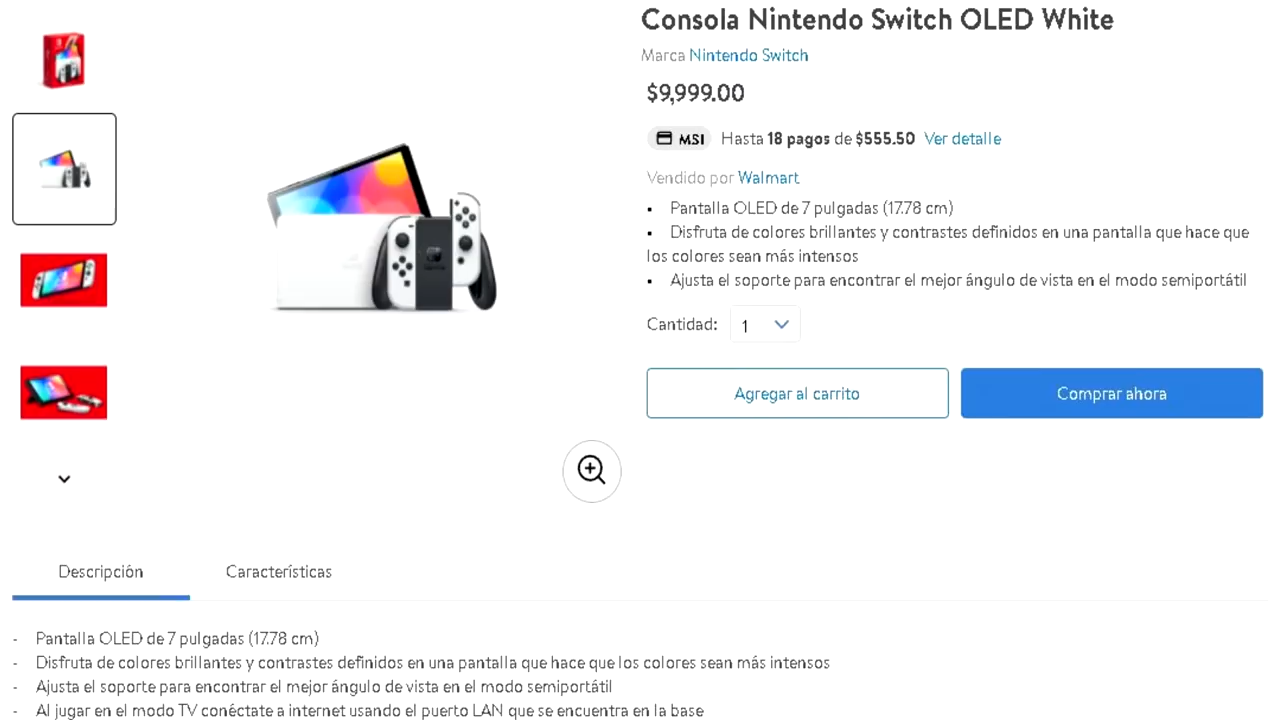 Consola Nintendo Switch OLED White
Marca Nintendo Switch
$9,999.00
MSI Hasta 18 pagos de $555.50 Ver detalle
Vendido por Walmart
▪ Pantalla OLED de 7 pulgadas (17.78 cm)
▪ Disfruta de colores brillantes y contrastes definidos en una pantalla que hace que
los colores sean más intensos
▪ Ajusta el soporte para encontrar el mejor ángulo de vista en el modo semiportátil
Cantidad: 1
Agregar al carrito
Comprar ahora
Descripción
Características
- Pantalla OLED de 7 pulgadas (17.78 cm)
- Disfruta de colores brillantes y contrastes definidos en una pantalla que hace que los colores sean más intensos
- Ajusta el soporte para encontrar el mejor ángulo de vista en el modo semiportátil
- Al jugar en el modo TV conéctate a internet usando el puerto LAN que se encuentra en la base